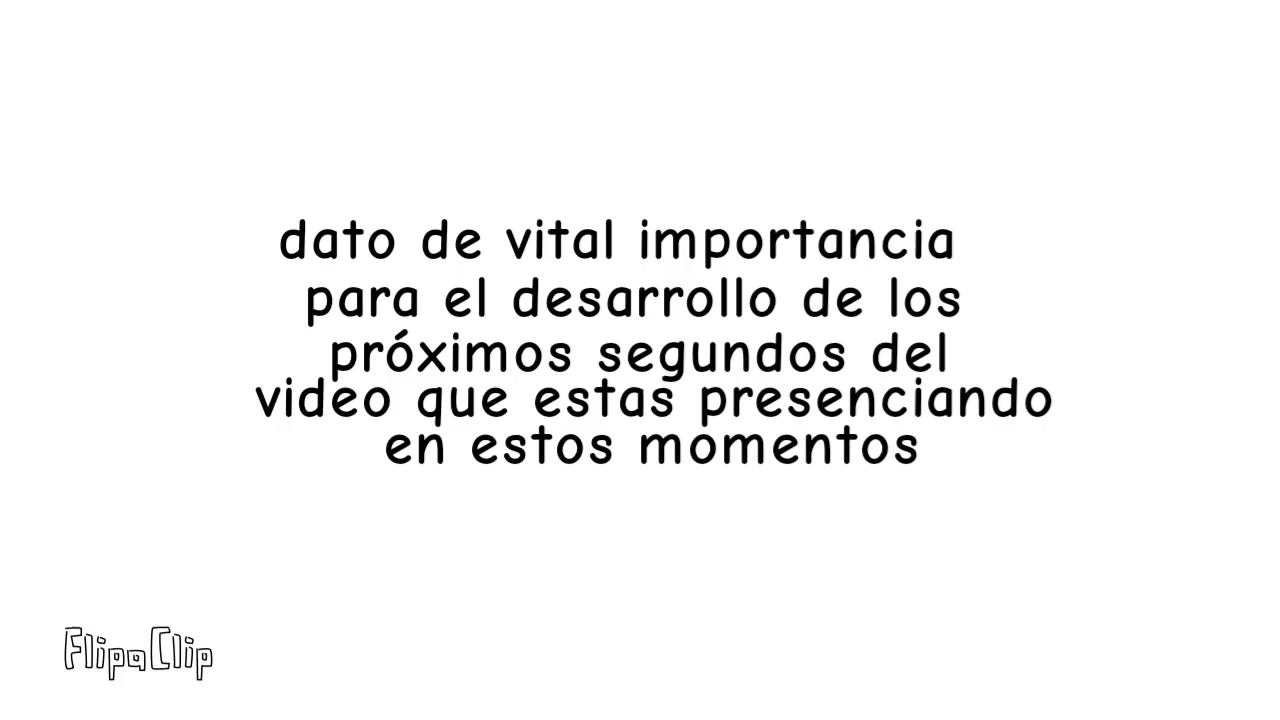 dato de vital importancia
para el desarrollo de los
próximos segundos del
video que estas presenciando
en estos momentos
FlipaClip